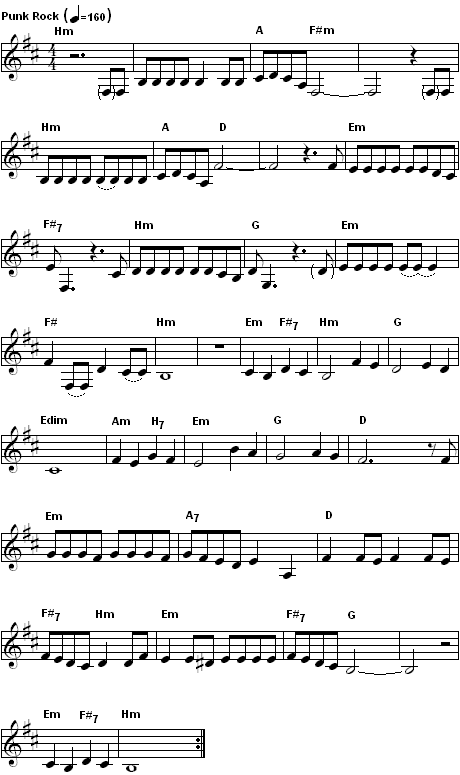 Punk Rock (♩=160)
Hm A F#m
Hm A D Em
F#7 Hm G Em
F# Hm Em F#7 Hm G
Edim Am H7 Em G D
Em A7 D
F#7 Hm Em F#7 G
Em F#7 Hm